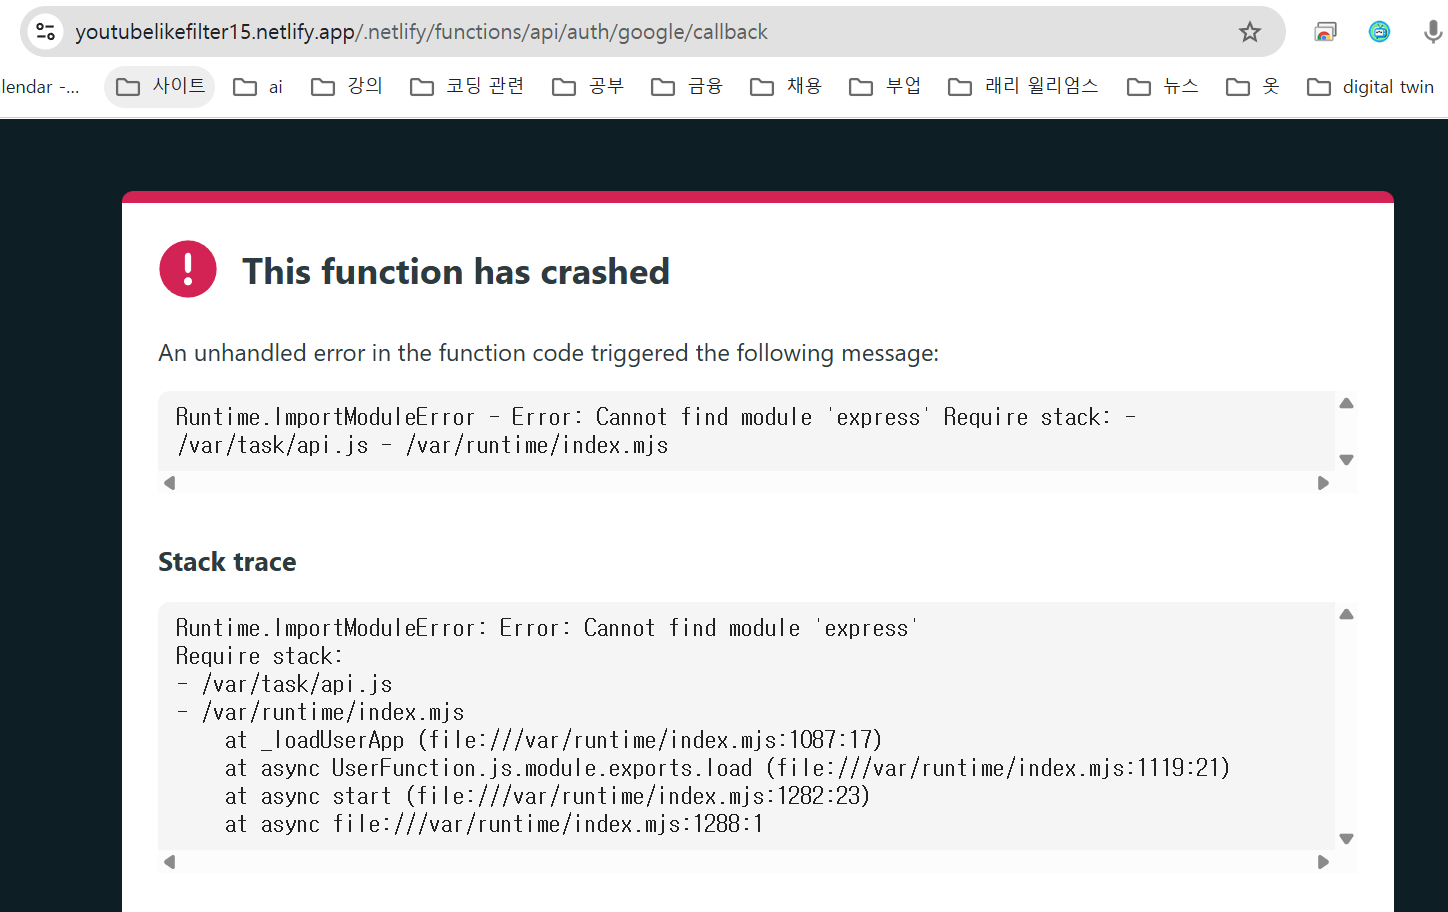 youtubelikefilter15.netlify.app/.netlify/functions/api/auth/google/callback
lendar -... 사이트 ai 강의 코딩 관련 공부 금융 채용 부업 래리 윌리엄스 뉴스 옷 digital twin
This function has crashed
An unhandled error in the function code triggered the following message:
Runtime.ImportModuleError - Error: Cannot find module 'express' Require stack: -
/var/task/api.js - /var/runtime/index.mjs
Stack trace
Runtime.ImportModuleError: Error: Cannot find module 'express'
Require stack:
- /var/task/api.js
- /var/runtime/index.mjs
at _loadUserApp (file:///var/runtime/index.mjs:1087:17)
at async UserFunction.js.module.exports.load (file:///var/runtime/index.mjs:1119:21)
at async start (file:///var/runtime/index.mjs:1282:23)
at async file:///var/runtime/index.mjs:1288:1